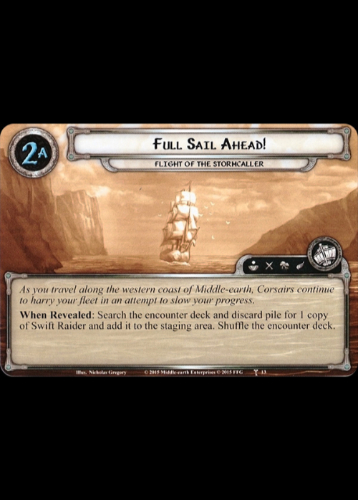 2A
FULL SAIL AHEAD!
FLIGHT OF THE STORMCALLER
As you travel along the western coast of Middle-earth, Corsairs continue
to harry your fleet in an attempt to slow your progress.
When Revealed: Search the encounter deck and discard pile for 1 copy
of Swift Raider and add it to the staging area. Shuffle the encounter deck.
Illus. Nicholas Gregory © 2015 Middle-earth Enterprises © 2015 FFG